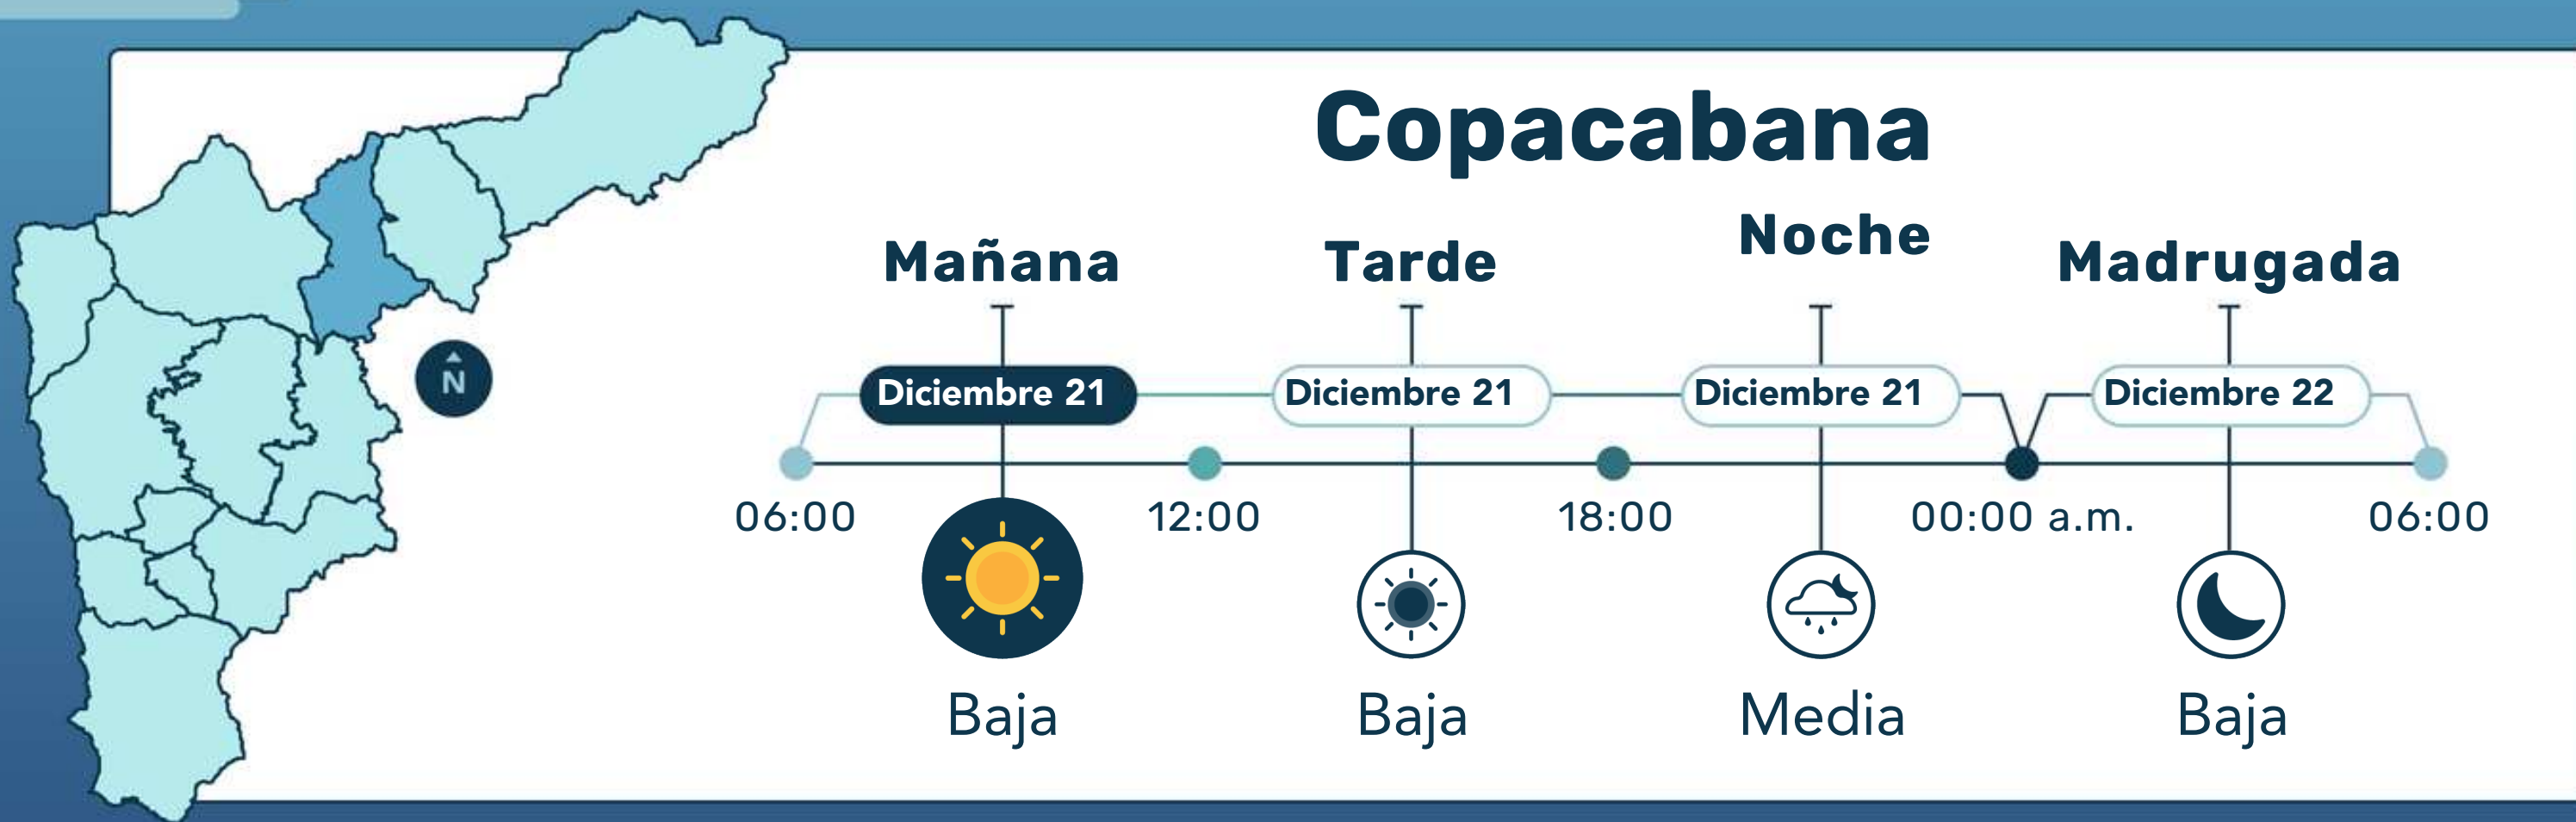 Copacabana
Mañana
Tarde
Noche
Madrugada
Diciembre 21
Diciembre 21
Diciembre 21
Diciembre 22
N
06:00
12:00
18:00
00:00 a.m.
06:00
Baja
Baja
Media
Baja